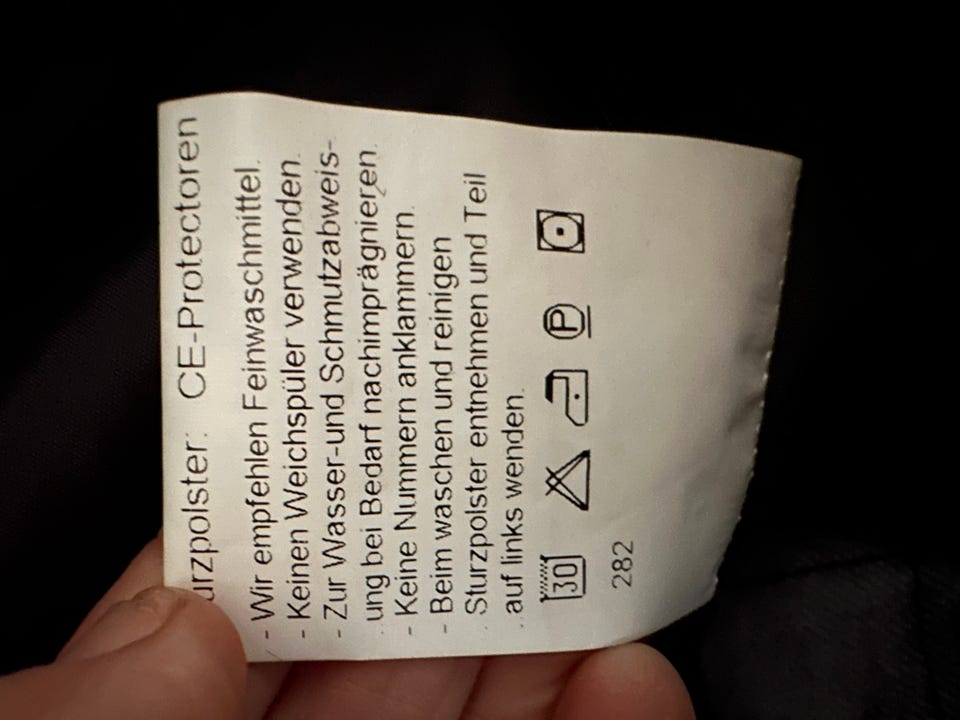 urzpolster: CE-Protectoren
- Wir empfehlen Feinwaschmittel.
- Keinen Weichspüler verwenden.
- Zur Wasser-und Schmutzabweis-
ung bei Bedarf nachimprägnieren.
- Keine Nummern anklammern.
- Beim waschen und reinigen
Sturzpolster entnehmen und Teil
auf links wenden.
30 P
282